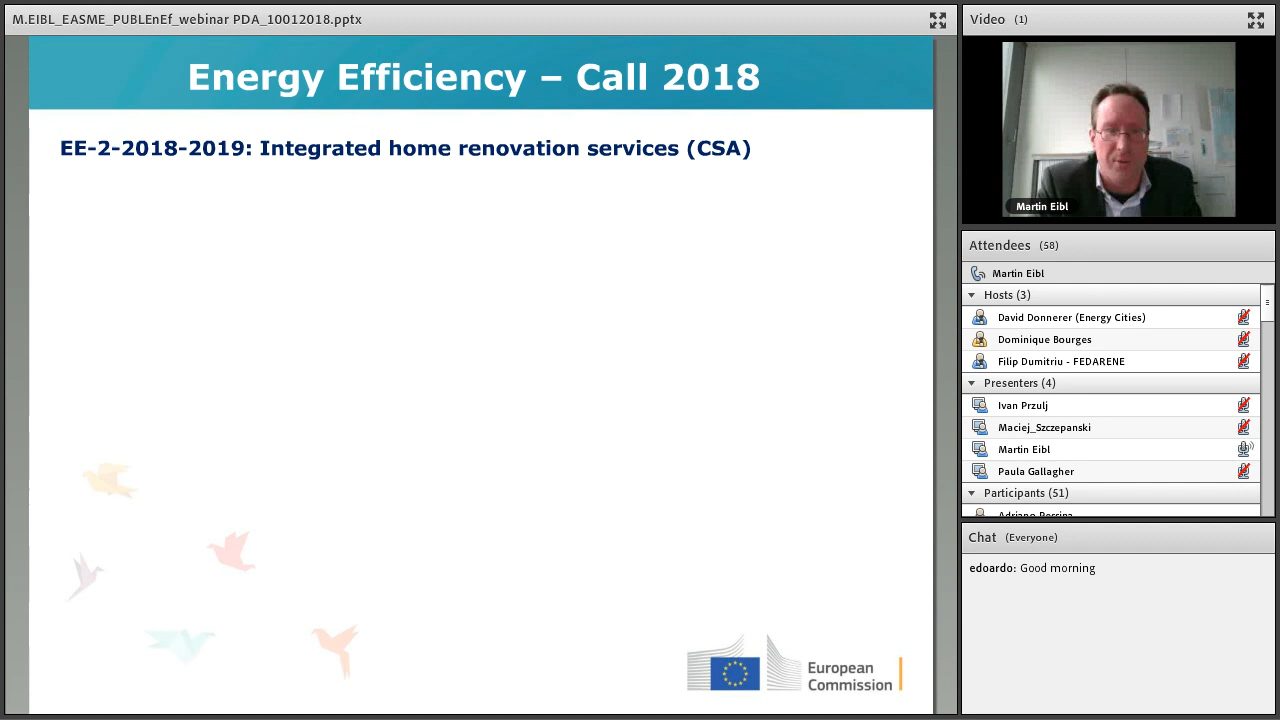 M.EIBL_EASME_PUBLEnEf_webinar PDA_10012018.pptx
Energy Efficiency – Call 2018
EE-2-2018-2019: Integrated home renovation services (CSA)
European
Commission
Video (1)
Martin Eibl
Attendees (58)
Martin Eibl
Hosts (3)
David Donnerer (Energy Cities)
Dominique Bourges
Filip Dumitriu - FEDARENE
Presenters (4)
Ivan Przulj
Maciej_Szczepanski
Martin Eibl
Paula Gallagher
Participants (51)
Chat (Everyone)
edoardo: Good morning